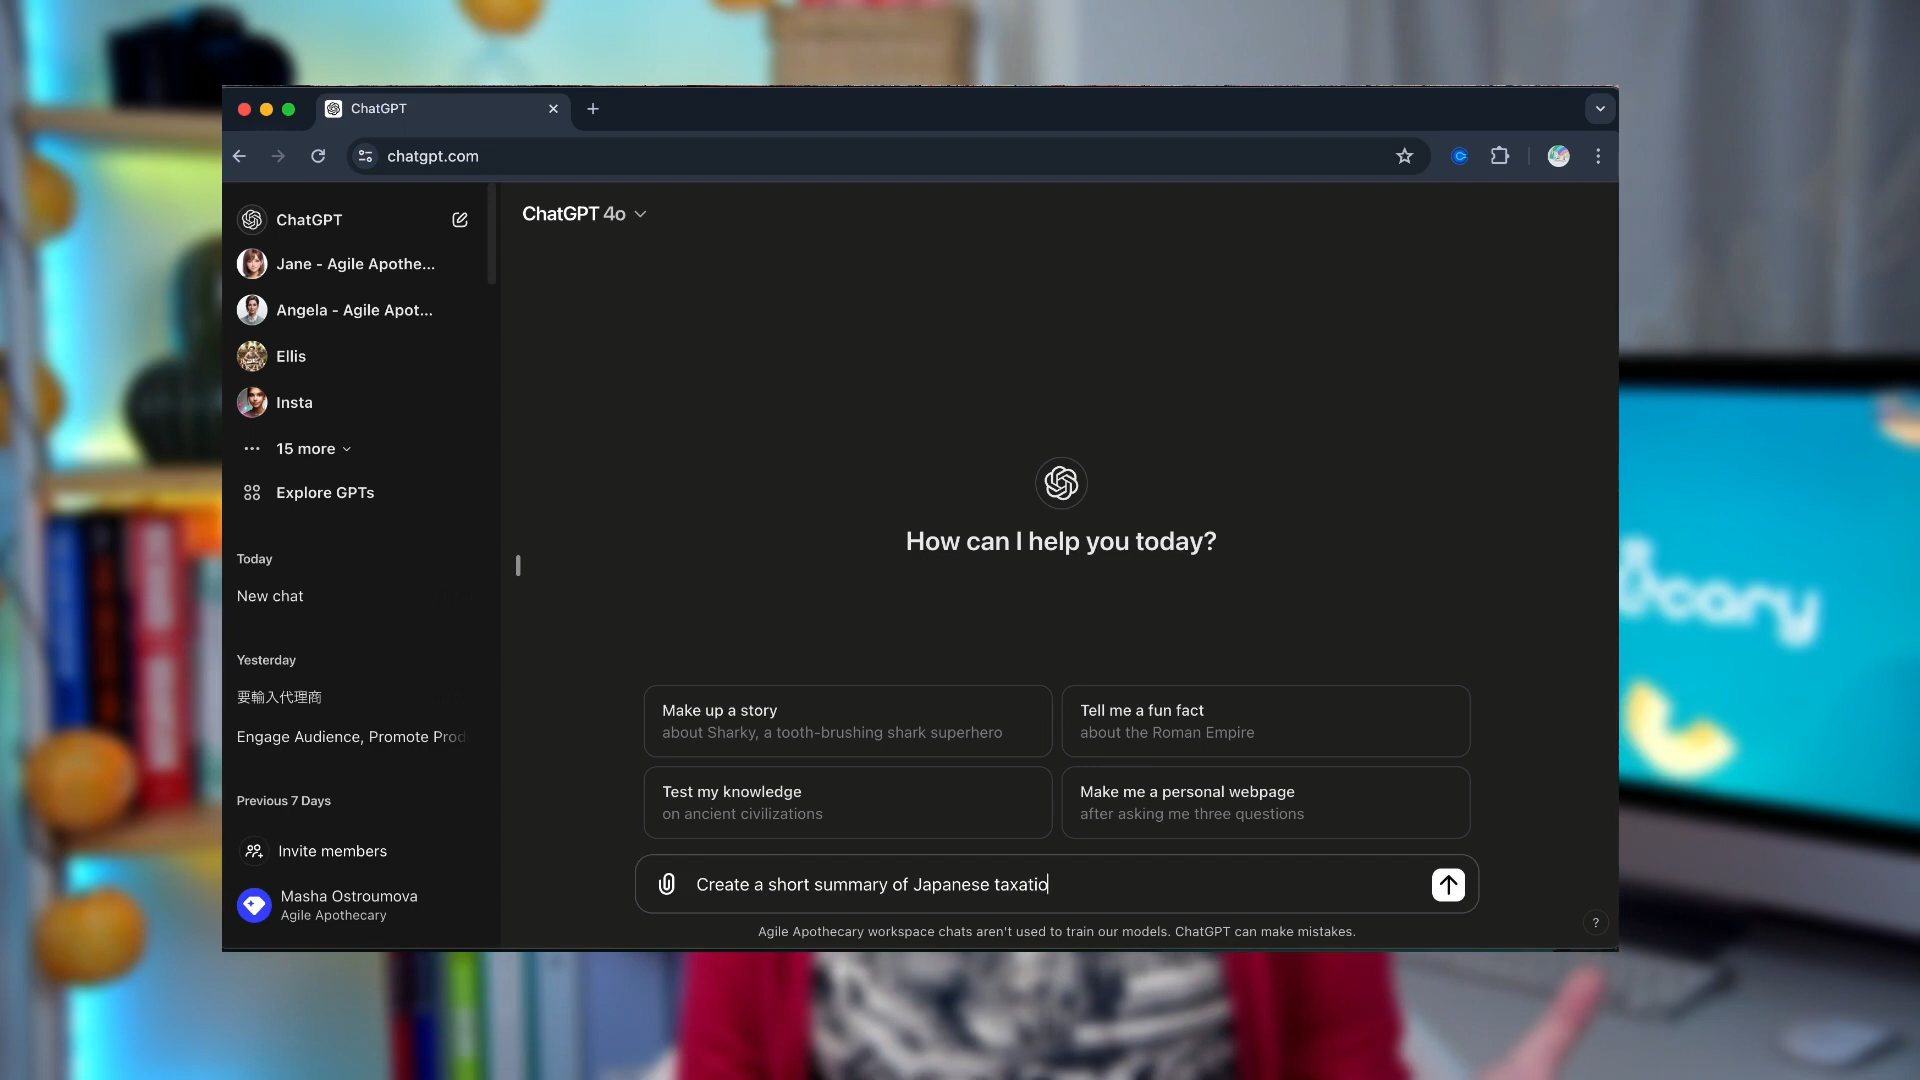 ChatGPT
chatgpt.com
ChatGPT
Jane - Agile Apothe...
Angela - Agile Apot...
Ellis
Insta
15 more
Explore GPTs
Today
New chat
Yesterday
要輸入代理商
Engage Audience, Promote Prod
Previous 7 Days
Invite members
Masha Ostroumova
Agile Apothecary
ChatGPT 4o
How can I help you today?
Make up a story
about Sharky, a tooth-brushing shark superhero
Tell me a fun fact
about the Roman Empire
Test my knowledge
on ancient civilizations
Make me a personal webpage
after asking me three questions
Create a short summary of Japanese taxatio
Agile Apothecary workspace chats aren't used to train our models. ChatGPT can make mistakes.
?